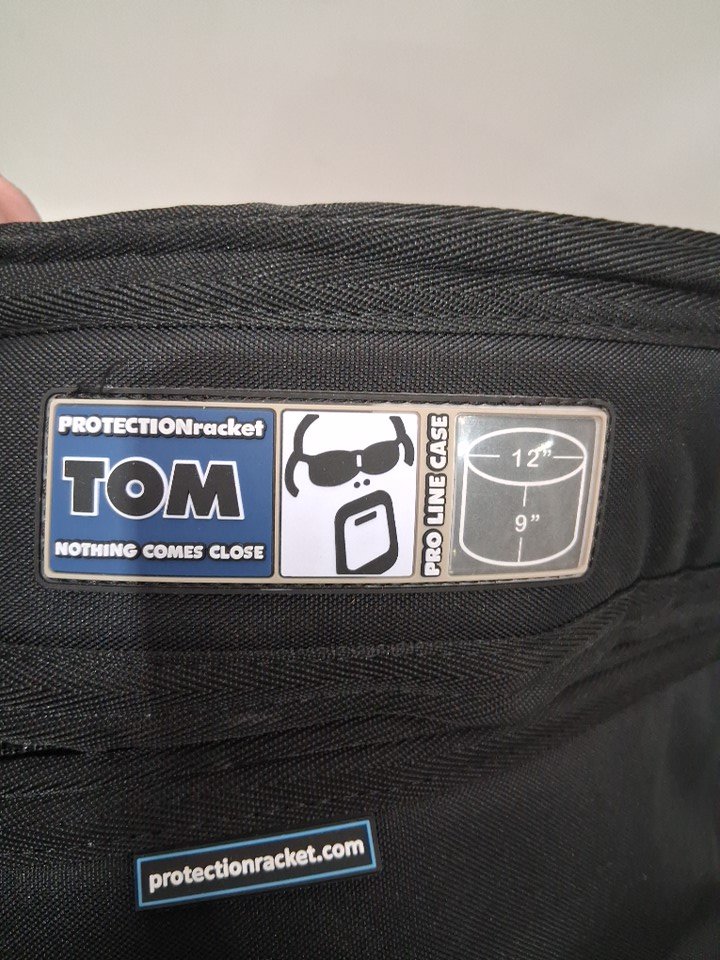 PROTECTIONracket
TOM
NOTHING COMES CLOSE
PRO LINE CASE
12”
9”
protectionracket.com